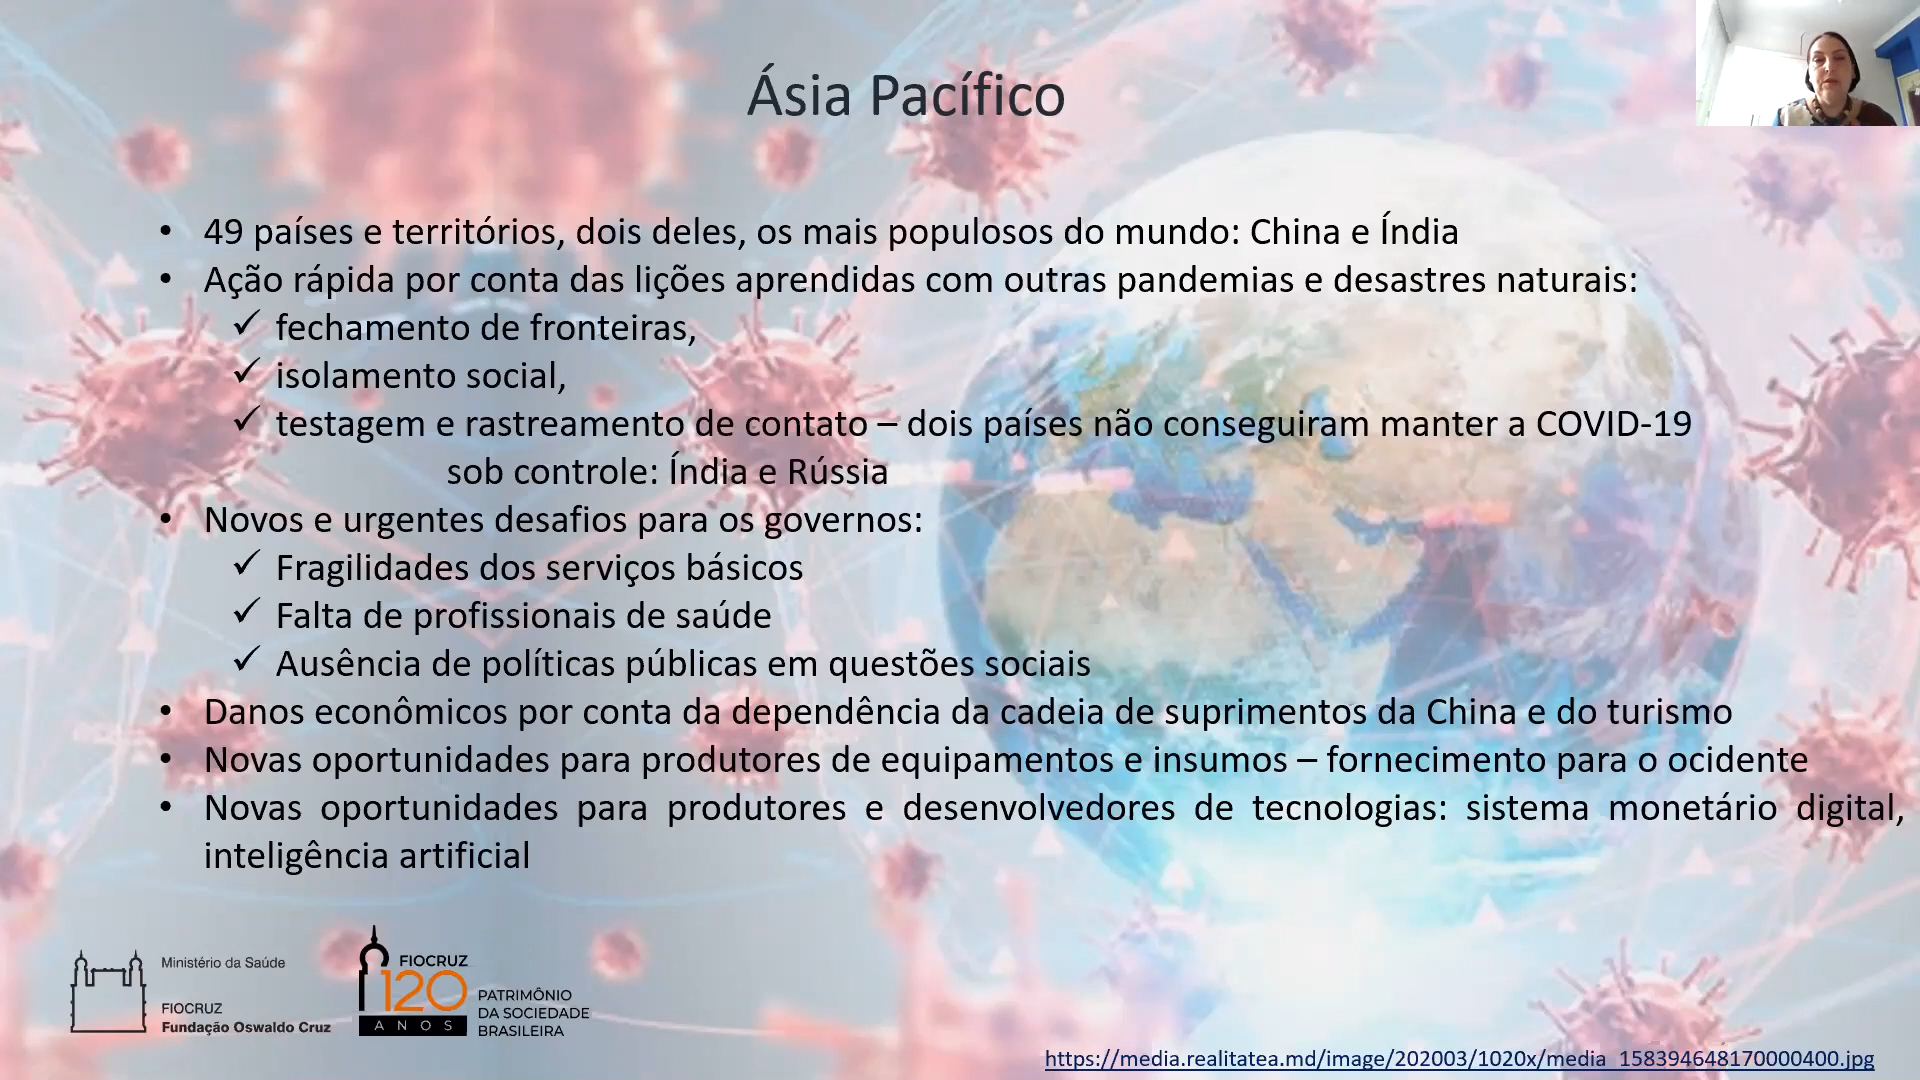 Ásia Pacífico
• 49 países e territórios, dois deles, os mais populosos do mundo: China e Índia
• Ação rápida por conta das lições aprendidas com outras pandemias e desastres naturais:
✓ fechamento de fronteiras,
✓ isolamento social,
✓ testagem e rastreamento de contato – dois países não conseguiram manter a COVID-19
sob controle: Índia e Rússia
• Novos e urgentes desafios para os governos:
✓ Fragilidades dos serviços básicos
✓ Falta de profissionais de saúde
✓ Ausência de políticas públicas em questões sociais
• Danos econômicos por conta da dependência da cadeia de suprimentos da China e do turismo
• Novas oportunidades para produtores de equipamentos e insumos – fornecimento para o ocidente
• Novas oportunidades para produtores e desenvolvedores de tecnologias: sistema monetário digital,
inteligência artificial
Ministério da Saúde
FIOCRUZ
Fundação Oswaldo Cruz
FIOCRUZ
120
ANOS
PATRIMÔNIO
DA SOCIEDADE
BRASILEIRA
https://media.realitatea.md/image/202003/1020x/media_158394648170000400.jpg